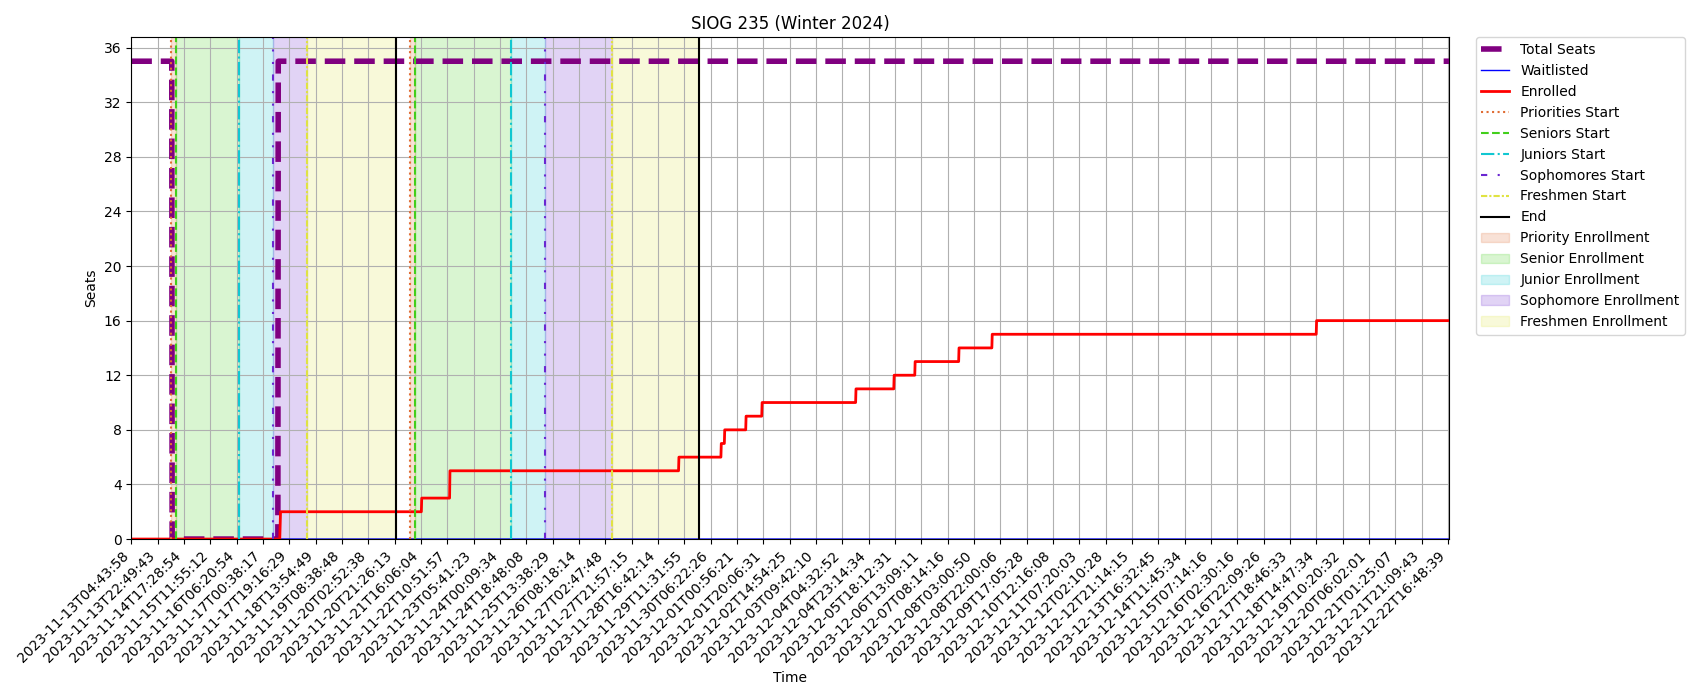 SIOG 235 (Winter 2024)
Seats
36
32
28
24
20
16
12
8
4
0
Total Seats
Waitlisted
Enrolled
Priorities Start
Seniors Start
Juniors Start
Sophomores Start
Freshmen Start
End
Priority Enrollment
Senior Enrollment
Junior Enrollment
Sophomore Enrollment
Freshmen Enrollment
2023-11-13T04:43:58
2023-11-13T22:49:43
2023-11-14T17:28:54
2023-11-15T11:55:12
2023-11-16T06:20:54
2023-11-17T00:38:17
2023-11-17T19:16:29
2023-11-18T13:54:49
2023-11-19T08:38:48
2023-11-20T02:52:38
2023-11-20T21:26:13
2023-11-21T16:06:04
2023-11-22T10:51:57
2023-11-23T05:41:23
2023-11-24T00:09:34
2023-11-24T18:48:08
2023-11-25T13:38:29
2023-11-26T08:18:14
2023-11-27T02:47:48
2023-11-27T21:57:15
2023-11-28T16:42:14
2023-11-29T11:31:55
2023-11-30T06:22:26
2023-12-01T00:56:21
2023-12-01T20:06:31
2023-12-02T14:54:25
2023-12-03T09:42:10
2023-12-04T04:32:52
2023-12-04T23:14:34
2023-12-05T18:12:31
2023-12-06T13:09:11
2023-12-07T08:14:16
2023-12-08T03:00:50
2023-12-08T22:00:06
2023-12-09T17:05:28
2023-12-10T12:16:08
2023-12-11T07:20:03
2023-12-12T02:10:28
2023-12-12T21:14:15
2023-12-13T16:32:45
2023-12-14T11:45:34
2023-12-15T07:14:16
2023-12-16T02:30:16
2023-12-16T22:09:26
2023-12-17T18:46:33
2023-12-18T14:47:34
2023-12-19T10:20:32
2023-12-20T06:02:01
2023-12-21T01:25:07
2023-12-21T21:09:43
2023-12-22T16:48:39
Time